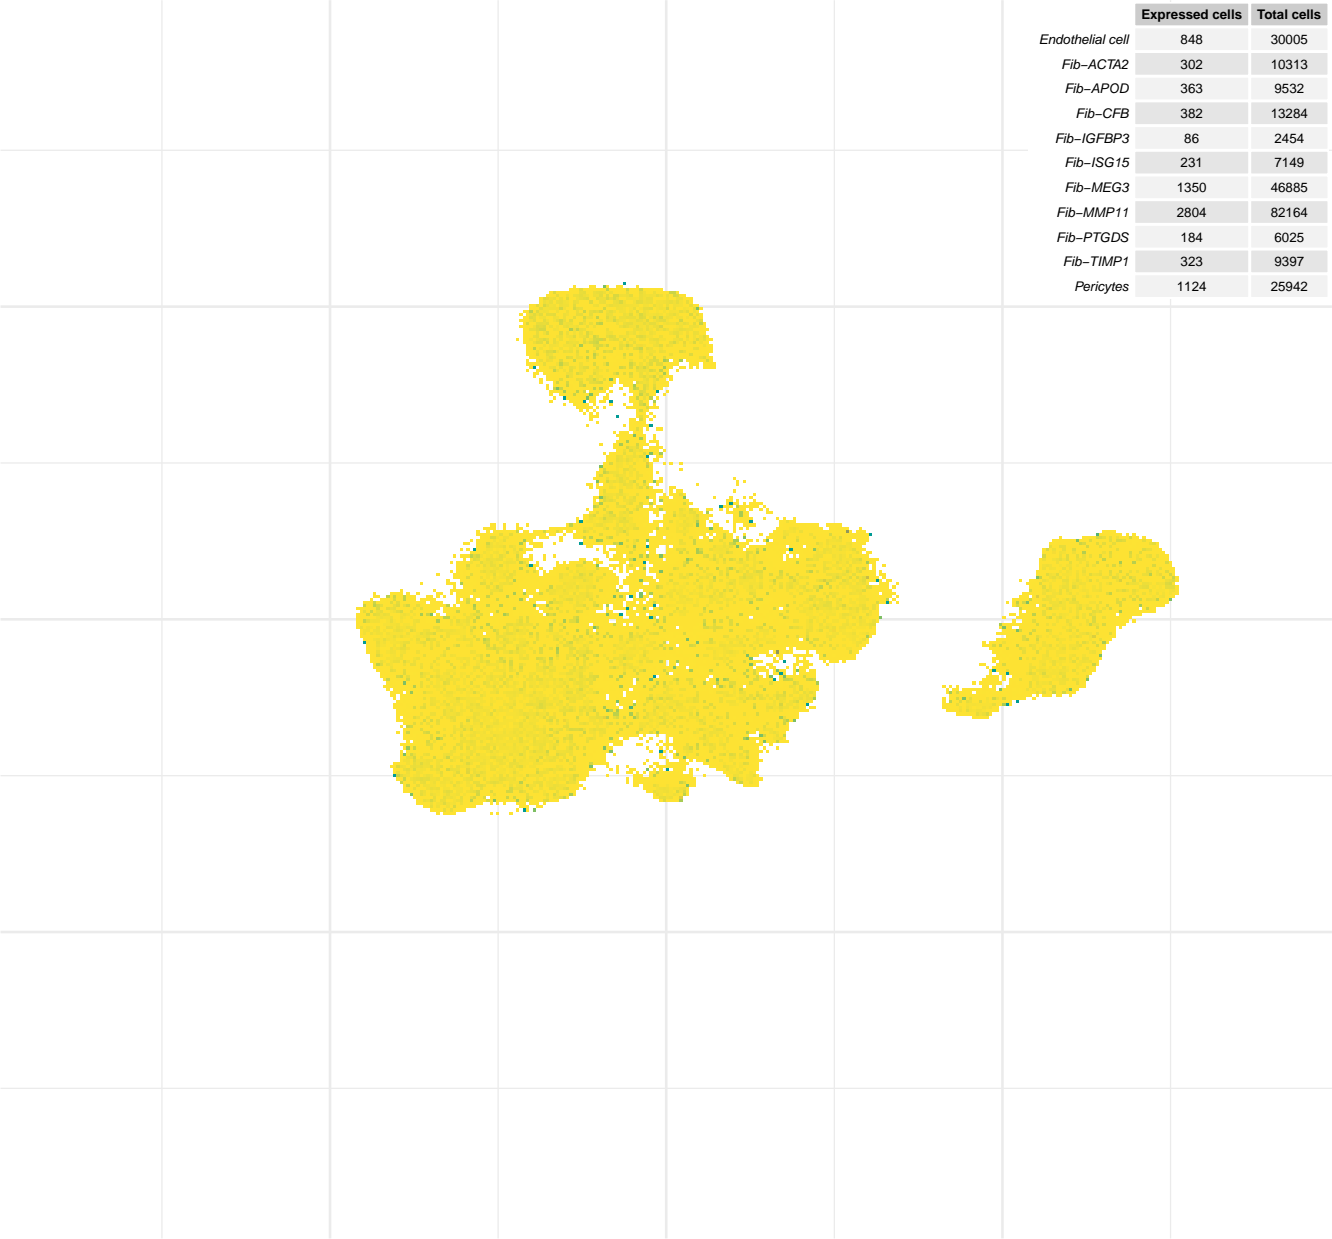 Expressed cells Total cells
Endothelial cell 848 30005
Fib−ACTA2 302 10313
Fib−APOD 363 9532
Fib−CFB 382 13284
Fib−IGFBP3 86 2454
Fib−ISG15 231 7149
Fib−MEG3 1350 46885
Fib−MMP11 2804 82164
Fib−PTGDS 184 6025
Fib−TIMP1 323 9397
Pericytes 1124 25942